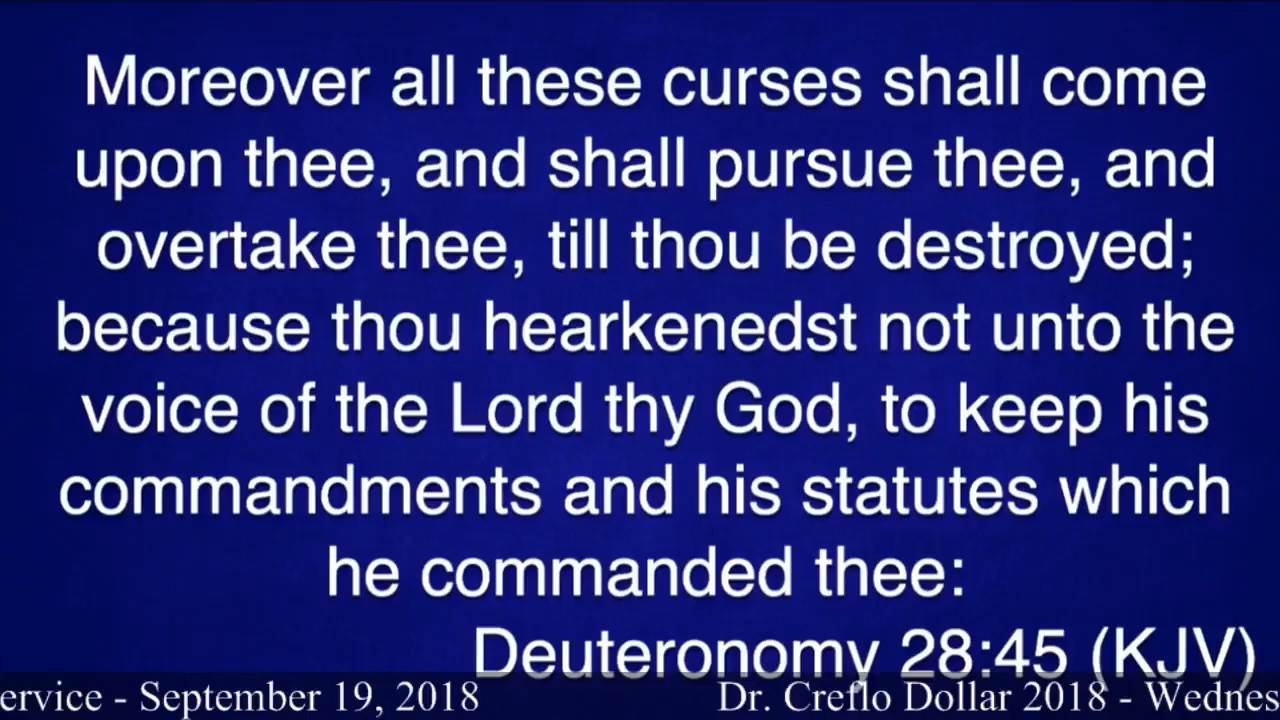 Moreover all these curses shall come
upon thee, and shall pursue thee, and
overtake thee, till thou be destroyed;
because thou hearkenedst not unto the
voice of the Lord thy God, to keep his
commandments and his statutes which
he commanded thee:
Deuteronomy 28:45 (KJV)
ervice - September 19, 2018 Dr. Creflo Dollar 2018 - Wednes